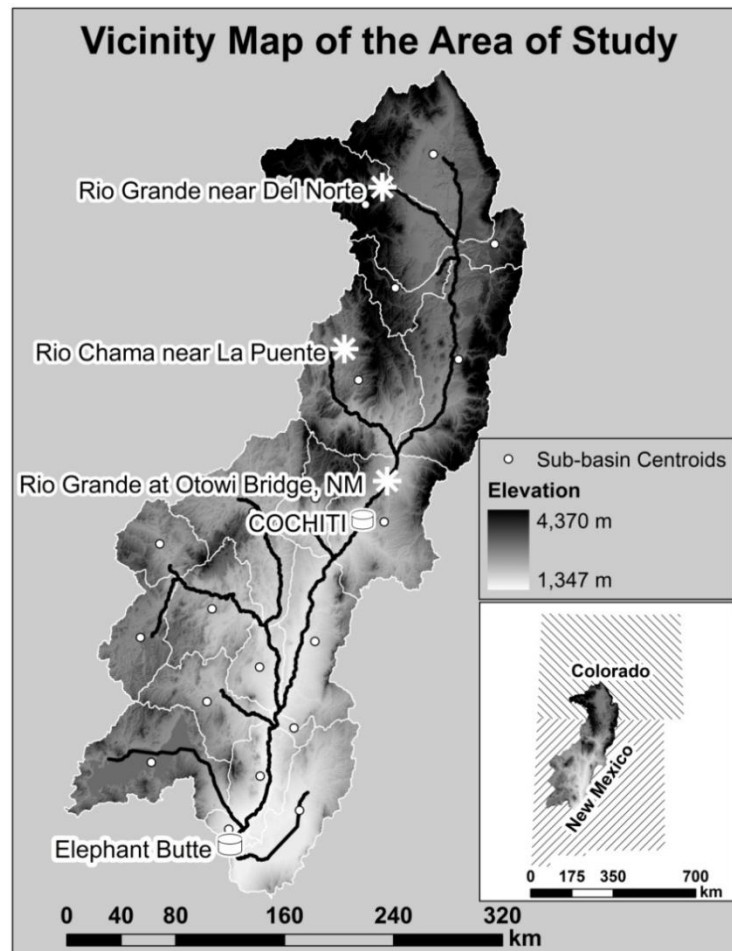 Vicinity Map of the Area of Study
Rio Grande near Del Norte
Rio Chama near La Puente
Rio Grande at Otowi Bridge, NM
COCHITI
Elephant Butte
Sub-basin Centroids
Elevation
4,370 m
1,347 m
Colorado
New Mexico
0 175 350 700
km
0 40 80 160 240 320
km